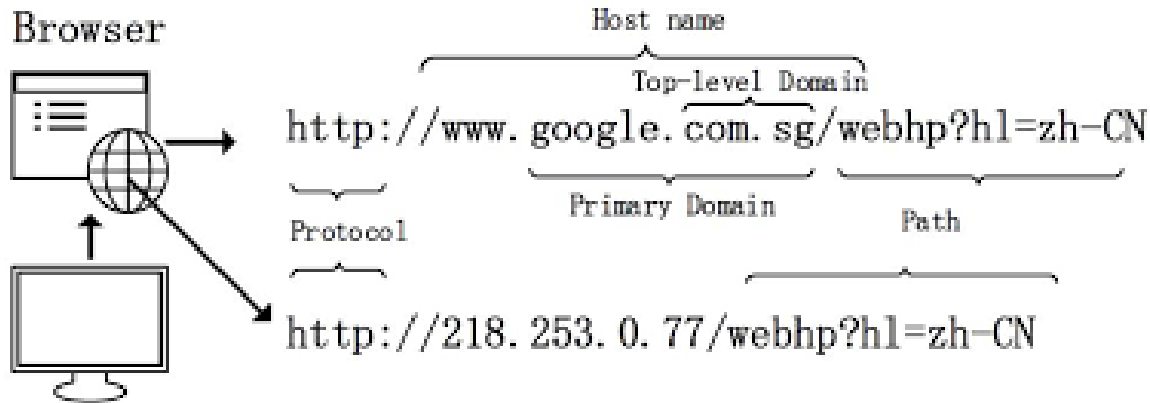 Browser
Host name
Top-level Domain
http://www.google.com.sg/webhp?hl=zh-CN
Primary Domain
Path
Protocol
http://218.253.0.77/webhp?hl=zh-CN